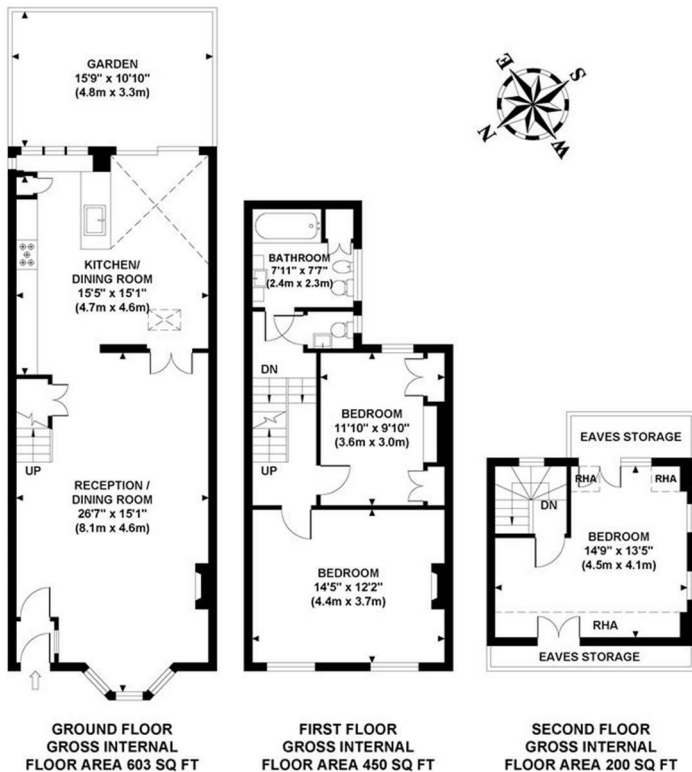 GARDEN
15'9" x 10'10"
(4.8m x 3.3m)
E
S
N
W
KITCHEN/
DINING ROOM
15'5" x 15'1"
(4.7m x 4.6m)
UP
RECEPTION /
DINING ROOM
26'7" x 15'1"
(8.1m x 4.6m)
GROUND FLOOR
GROSS INTERNAL
FLOOR AREA 603 SQ FT
BATHROOM
7'11" x 7'7"
(2.4m x 2.3m)
DN
BEDROOM
11'10" x 9'10"
(3.6m x 3.0m)
UP
BEDROOM
14'5" x 12'2"
(4.4m x 3.7m)
FIRST FLOOR
GROSS INTERNAL
FLOOR AREA 450 SQ FT
EAVES STORAGE
RHA
RHA
DN
BEDROOM
14'9" x 13'5"
(4.5m x 4.1m)
RHA
EAVES STORAGE
SECOND FLOOR
GROSS INTERNAL
FLOOR AREA 200 SQ FT